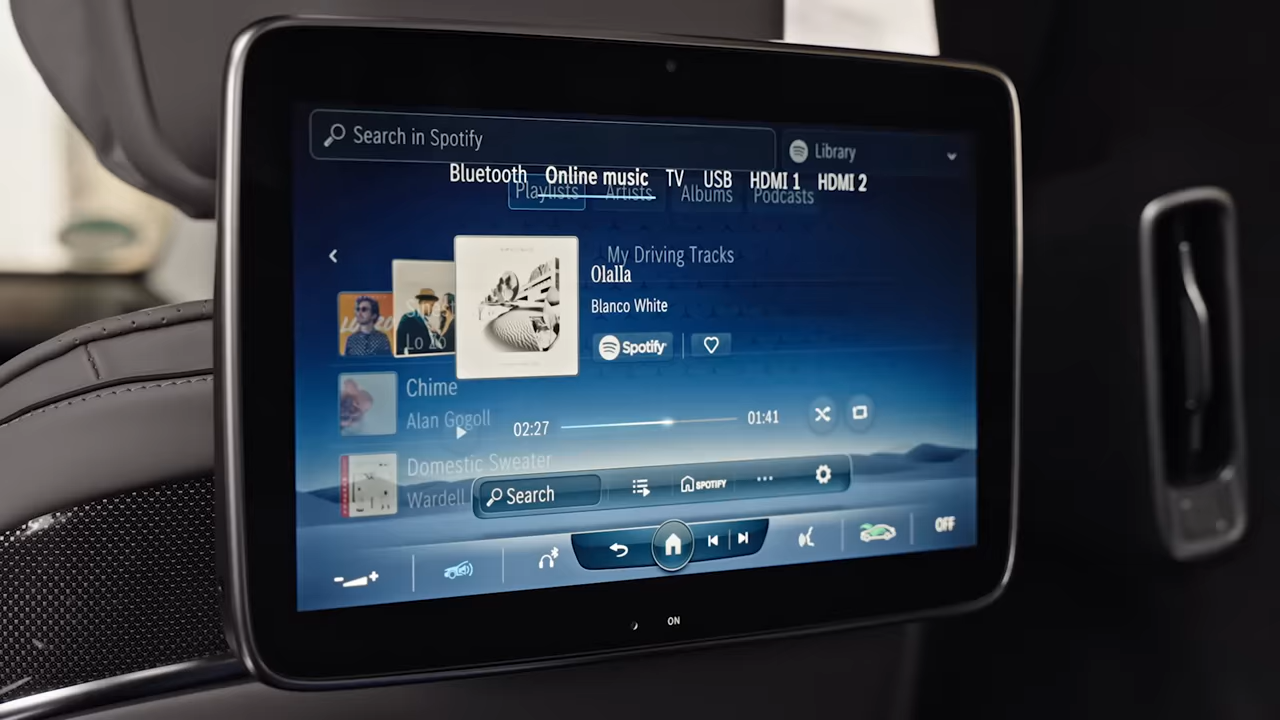 Search in Spotify
Library
Bluetooth Online music TV USB HDMI 1 HDMI 2
Playlists Artists Albums Podcasts
My Driving Tracks
Olalla
Blanco White
Spotify
Chime
Alan Gogoll
02:27 01:41
Domestic Sweater
Wardell
Search
SPOTIFY
OFF
ON